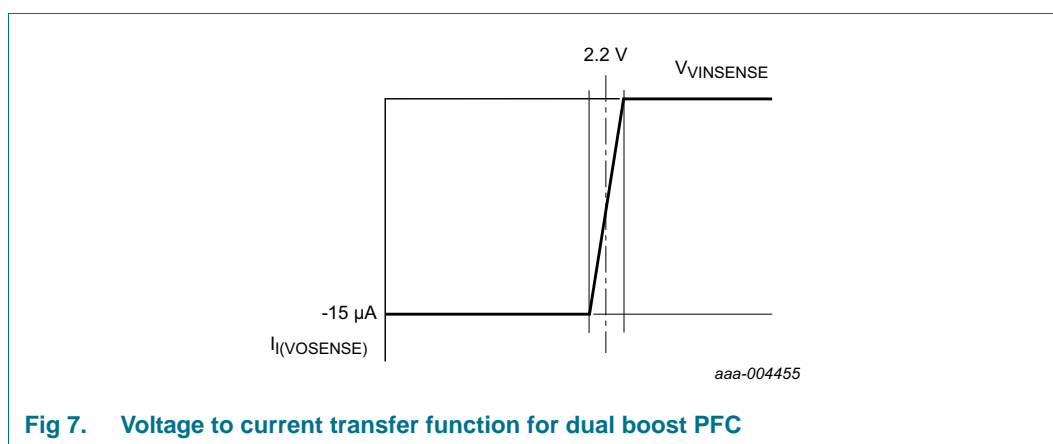 2.2 V
VVINSENSE
-15 μA
II(VOSENSE)
aaa-004455
Fig 7. Voltage to current transfer function for dual boost PFC